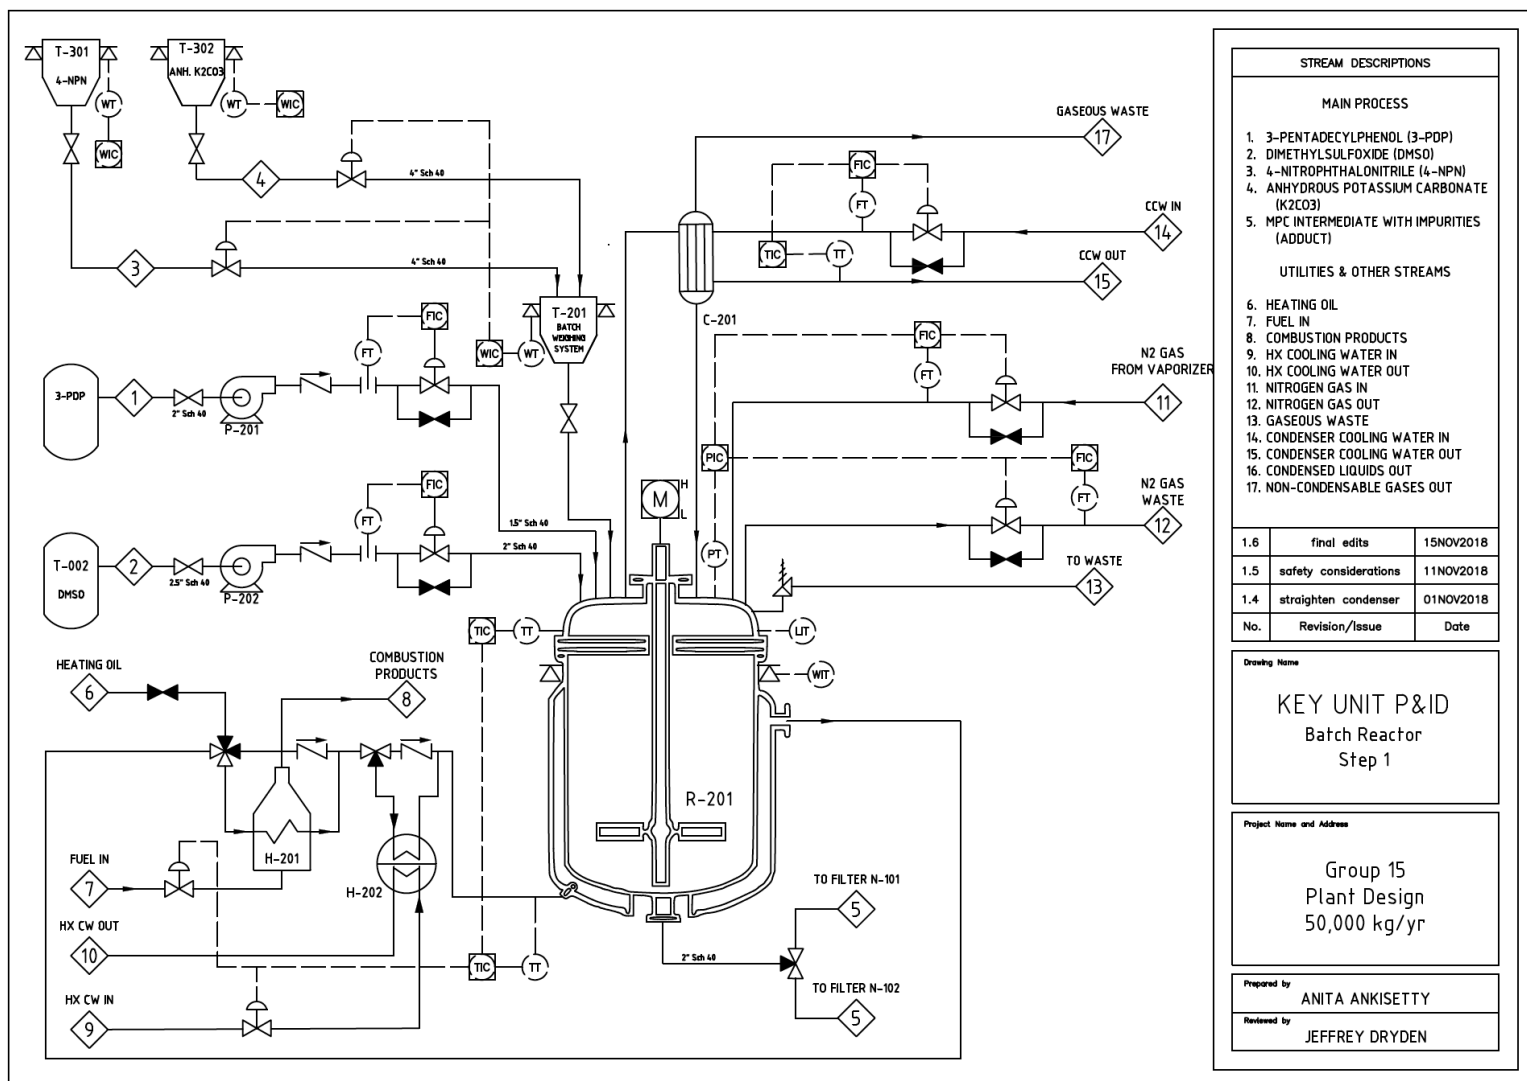 T-301
4-NPN
WT
WIC
T-302
ANH. K2CO3
WT
WIC
4
4" Sch 40
3
4" Sch 40
T-201
BATCH
WEIGHING
SYSTEM
WIC
WT
3-PDP
1
2" Sch 40
P-201
FT
FIC
1.5" Sch 40
T-002
DMSO
2
2.5" Sch 40
P-202
FT
FIC
2" Sch 40
GASEOUS WASTE
17
FIC
FT
TIC
TT
CCW IN
14
CCW OUT
15
C-201
FIC
FT
N2 GAS
FROM VAPORIZER
11
PIC
FIC
FT
N2 GAS
WASTE
12
PT
TO WASTE
13
M
H
L
TIC
TT
LIT
WIT
R-201
HEATING OIL
6
COMBUSTION
PRODUCTS
8
H-201
H-202
FUEL IN
7
HX CW OUT
10
HX CW IN
9
TIC
TT
2" Sch 40
TO FILTER N-101
5
TO FILTER N-102
5
STREAM DESCRIPTIONS
MAIN PROCESS
1. 3-PENTADECYLPHENOL (3-PDP)
2. DIMETHYLSULFOXIDE (DMSO)
3. 4-NITROPHTHALONITRILE (4-NPN)
4. ANHYDROUS POTASSIUM CARBONATE
(K2CO3)
5. MPC INTERMEDIATE WITH IMPURITIES
(ADDUCT)
UTILITIES & OTHER STREAMS
6. HEATING OIL
7. FUEL IN
8. COMBUSTION PRODUCTS
9. HX COOLING WATER IN
10. HX COOLING WATER OUT
11. NITROGEN GAS IN
12. NITROGEN GAS OUT
13. GASEOUS WASTE
14. CONDENSER COOLING WATER IN
15. CONDENSER COOLING WATER OUT
16. CONDENSED LIQUIDS OUT
17. NON-CONDENSABLE GASES OUT
1.6 final edits 15NOV2018
1.5 safety considerations 11NOV2018
1.4 straighten condenser 01NOV2018
No. Revision/Issue Date
Drawing Name
KEY UNIT P&ID
Batch Reactor
Step 1
Project Name and Address
Group 15
Plant Design
50,000 kg/yr
Prepared by
ANITA ANKISETTY
Reviewed by
JEFFREY DRYDEN